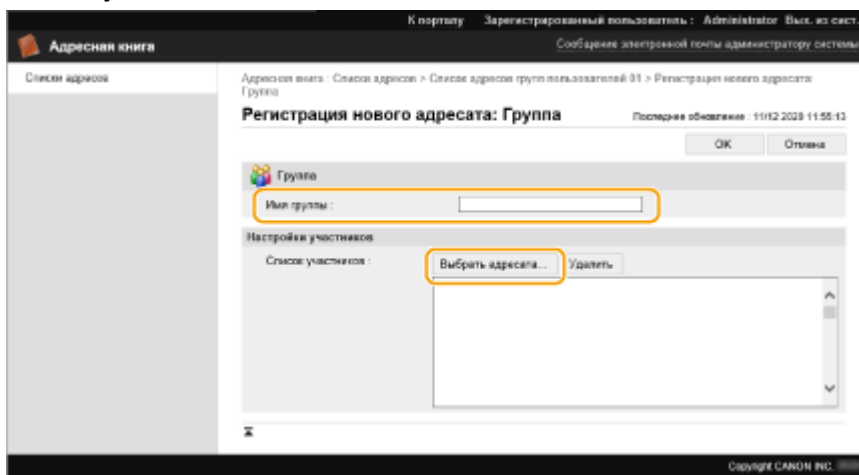 К порталу Зарегистрированный пользователь : Administrator Вых. из сист.
Адресная книга
Сообщение электронной почты администратору системы
Списки адресов
Адресная книга : Списки адресов > Список адресов групп пользователей 01 > Регистрация нового адресата:
Группа
Регистрация нового адресата: Группа
Последнее обновление : 11/12 2020 11:55:13
OK Отмена
Группа
Имя группы :
Настройки участников
Список участников :
Выбрать адресата... Удалить
Copyright CANON INC.